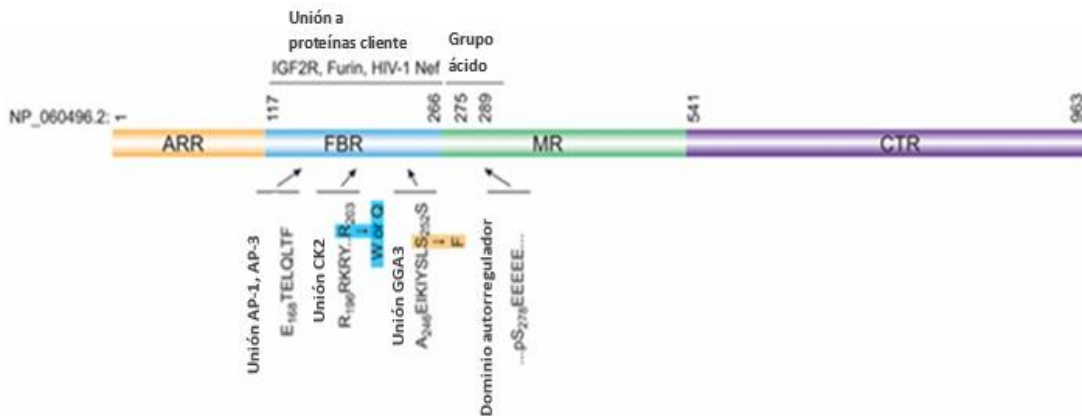 Unión a
proteínas cliente
IGF2R, Furin, HIV-1 Nef
Grupo
ácido
NP_060496.2:
1
117
266
275
289
541
963
ARR
FBR
MR
CTR
Unión AP-1, AP-3
E168TELQLTF
Unión CK2
R196RKRY...R203
→
W or Q
Unión GGA3
A246EIKIYSLS252S
→
F
Dominio autorregulador
...pS278EEEEE...